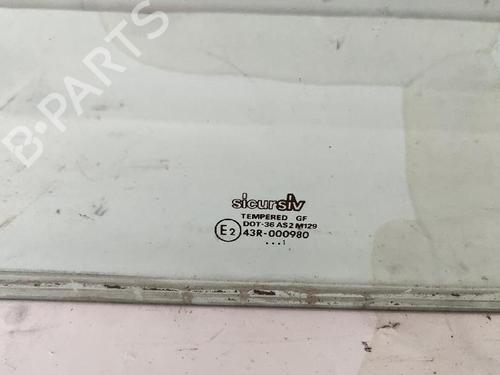 B-PARTS
sicursiv
TEMPERED GF
DOT-36 AS2 M129
E2 43R-000980
...1